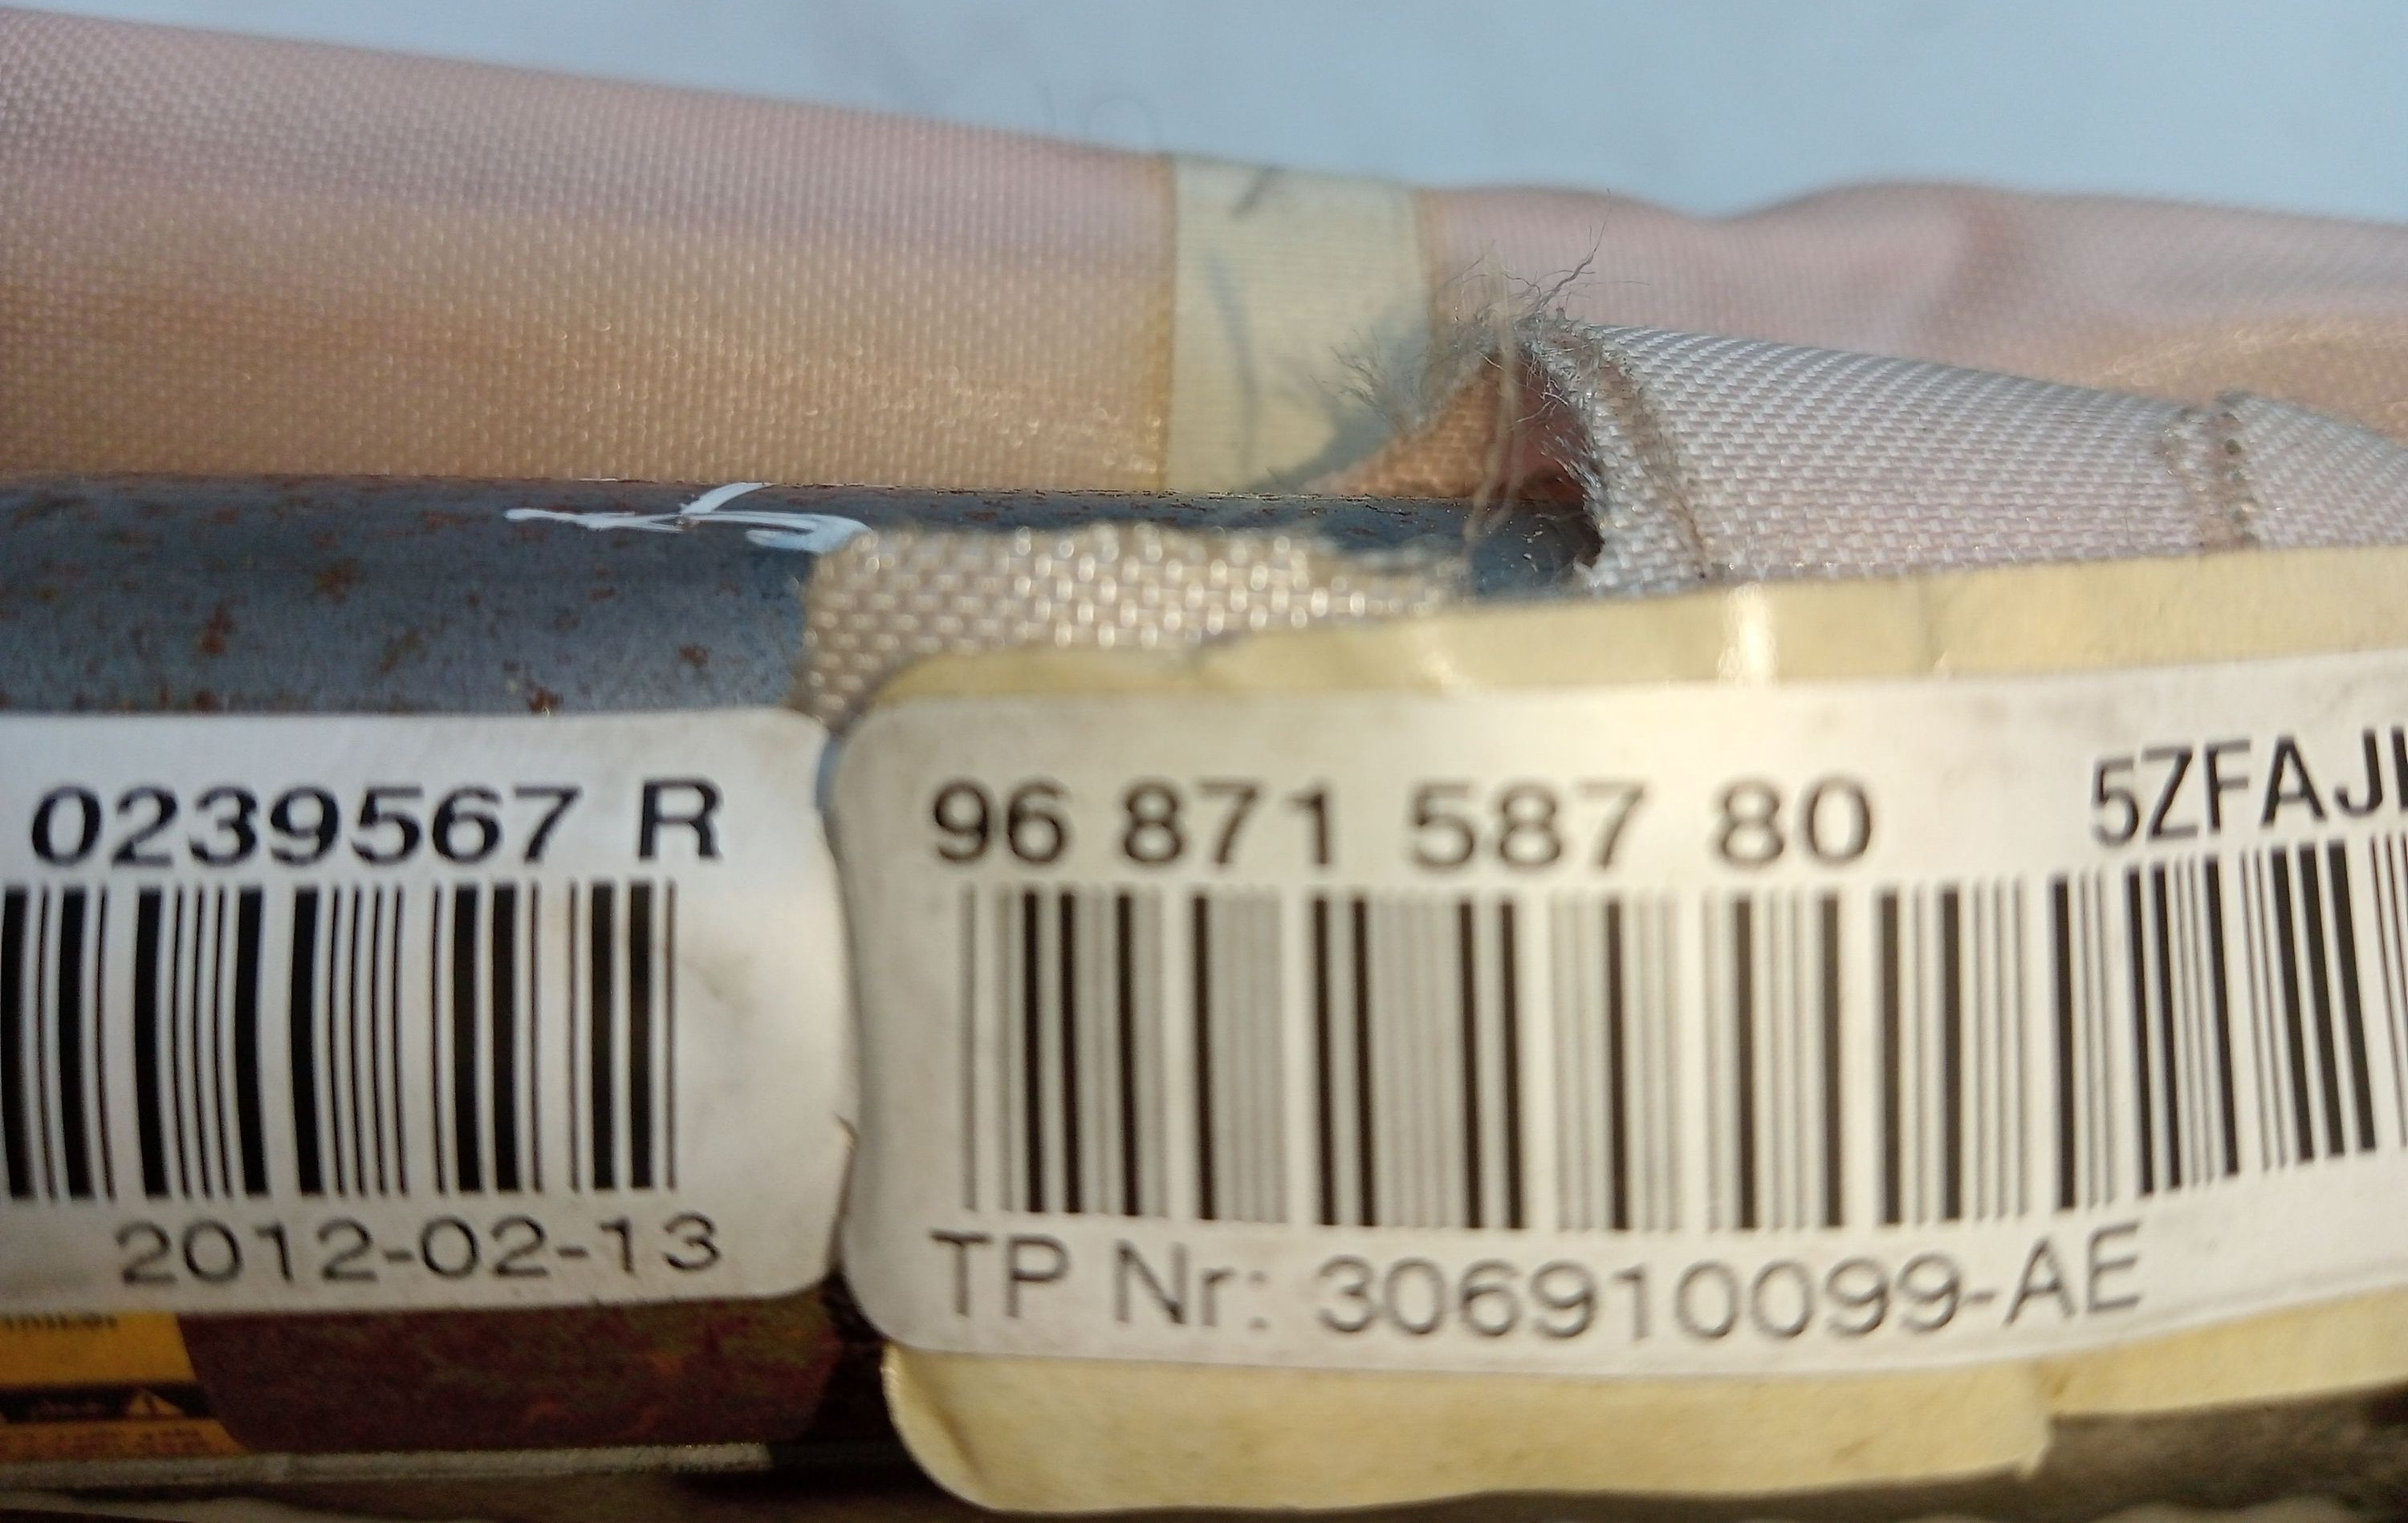 0239567 R
2012-02-13
96 871 587 80
5ZFAJ
TP Nr: 306910099-AE